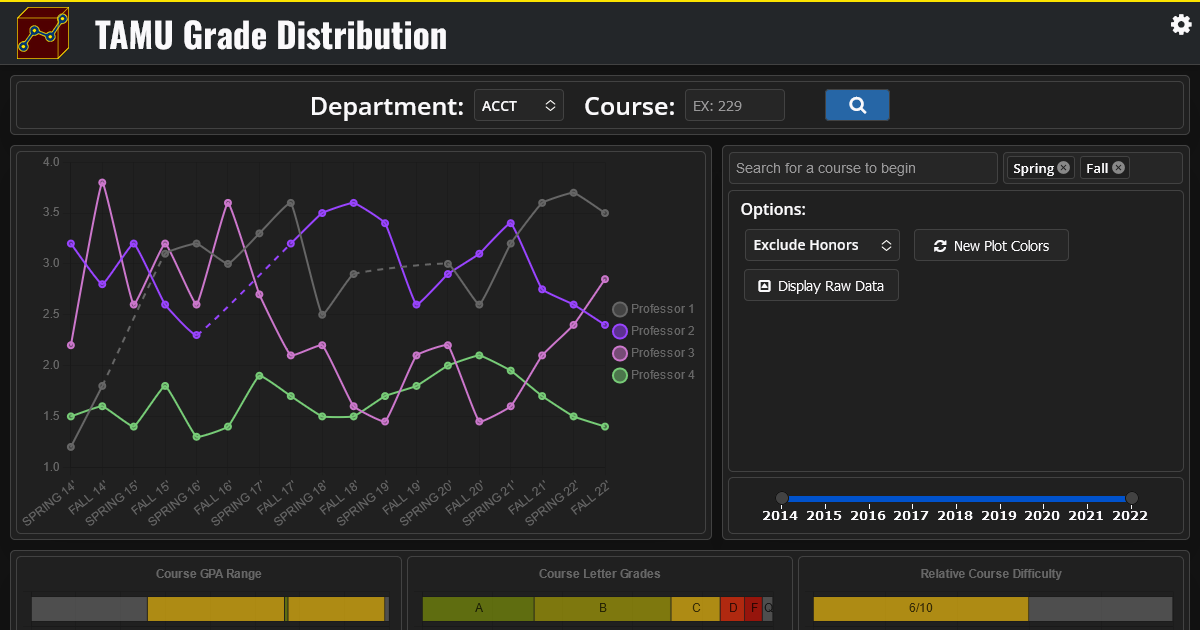 TAMU Grade Distribution
Department: ACCT Course: EX: 229
4.0
3.5
3.0
2.5
2.0
1.5
1.0
SPRING 14' FALL 14' SPRING 15' FALL 15' SPRING 16' FALL 16' SPRING 17' FALL 17' SPRING 18' FALL 18' SPRING 19' FALL 19' SPRING 20' FALL 20' SPRING 21' FALL 21' SPRING 22' FALL 22'
Professor 1
Professor 2
Professor 3
Professor 4
Search for a course to begin Spring Fall
Options:
Exclude Honors New Plot Colors
Display Raw Data
2014 2015 2016 2017 2018 2019 2020 2021 2022
Course GPA Range
Course Letter Grades
A B C D F Q
Relative Course Difficulty
6/10